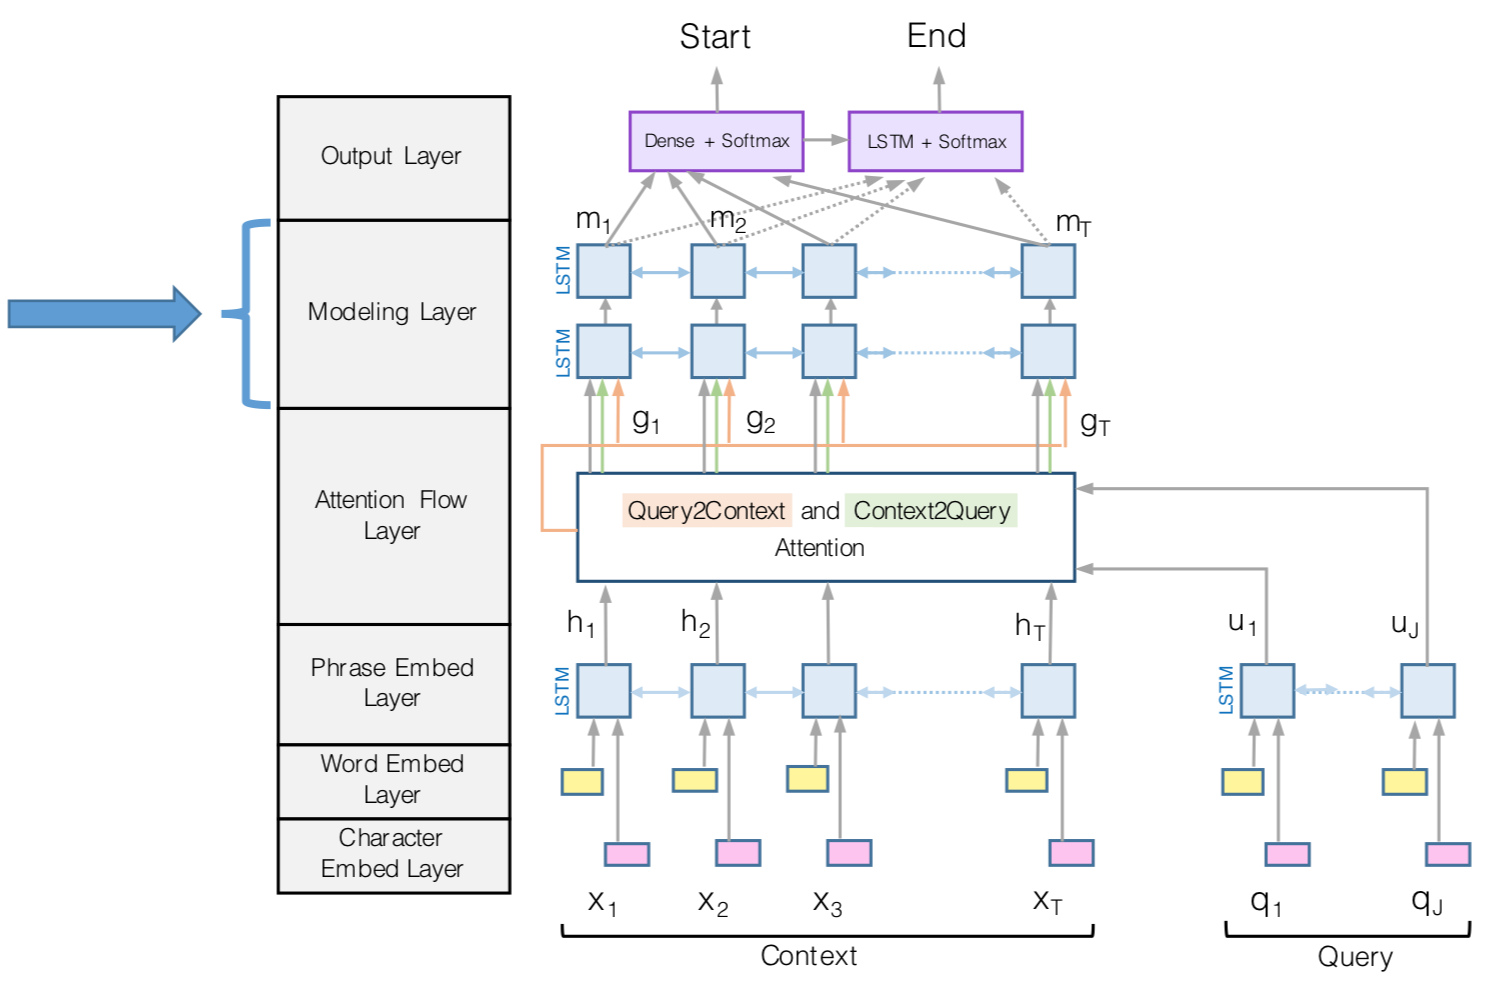 Start
End
Output Layer
Dense + Softmax
LSTM + Softmax
m1
m2
mT
LSTM
Modeling Layer
LSTM
g1
g2
gT
Attention Flow
Layer
Query2Context and Context2Query
Attention
h1
h2
hT
u1
uJ
Phrase Embed
Layer
LSTM
LSTM
Word Embed
Layer
Character
Embed Layer
x1
x2
x3
xT
q1
qJ
Context
Query